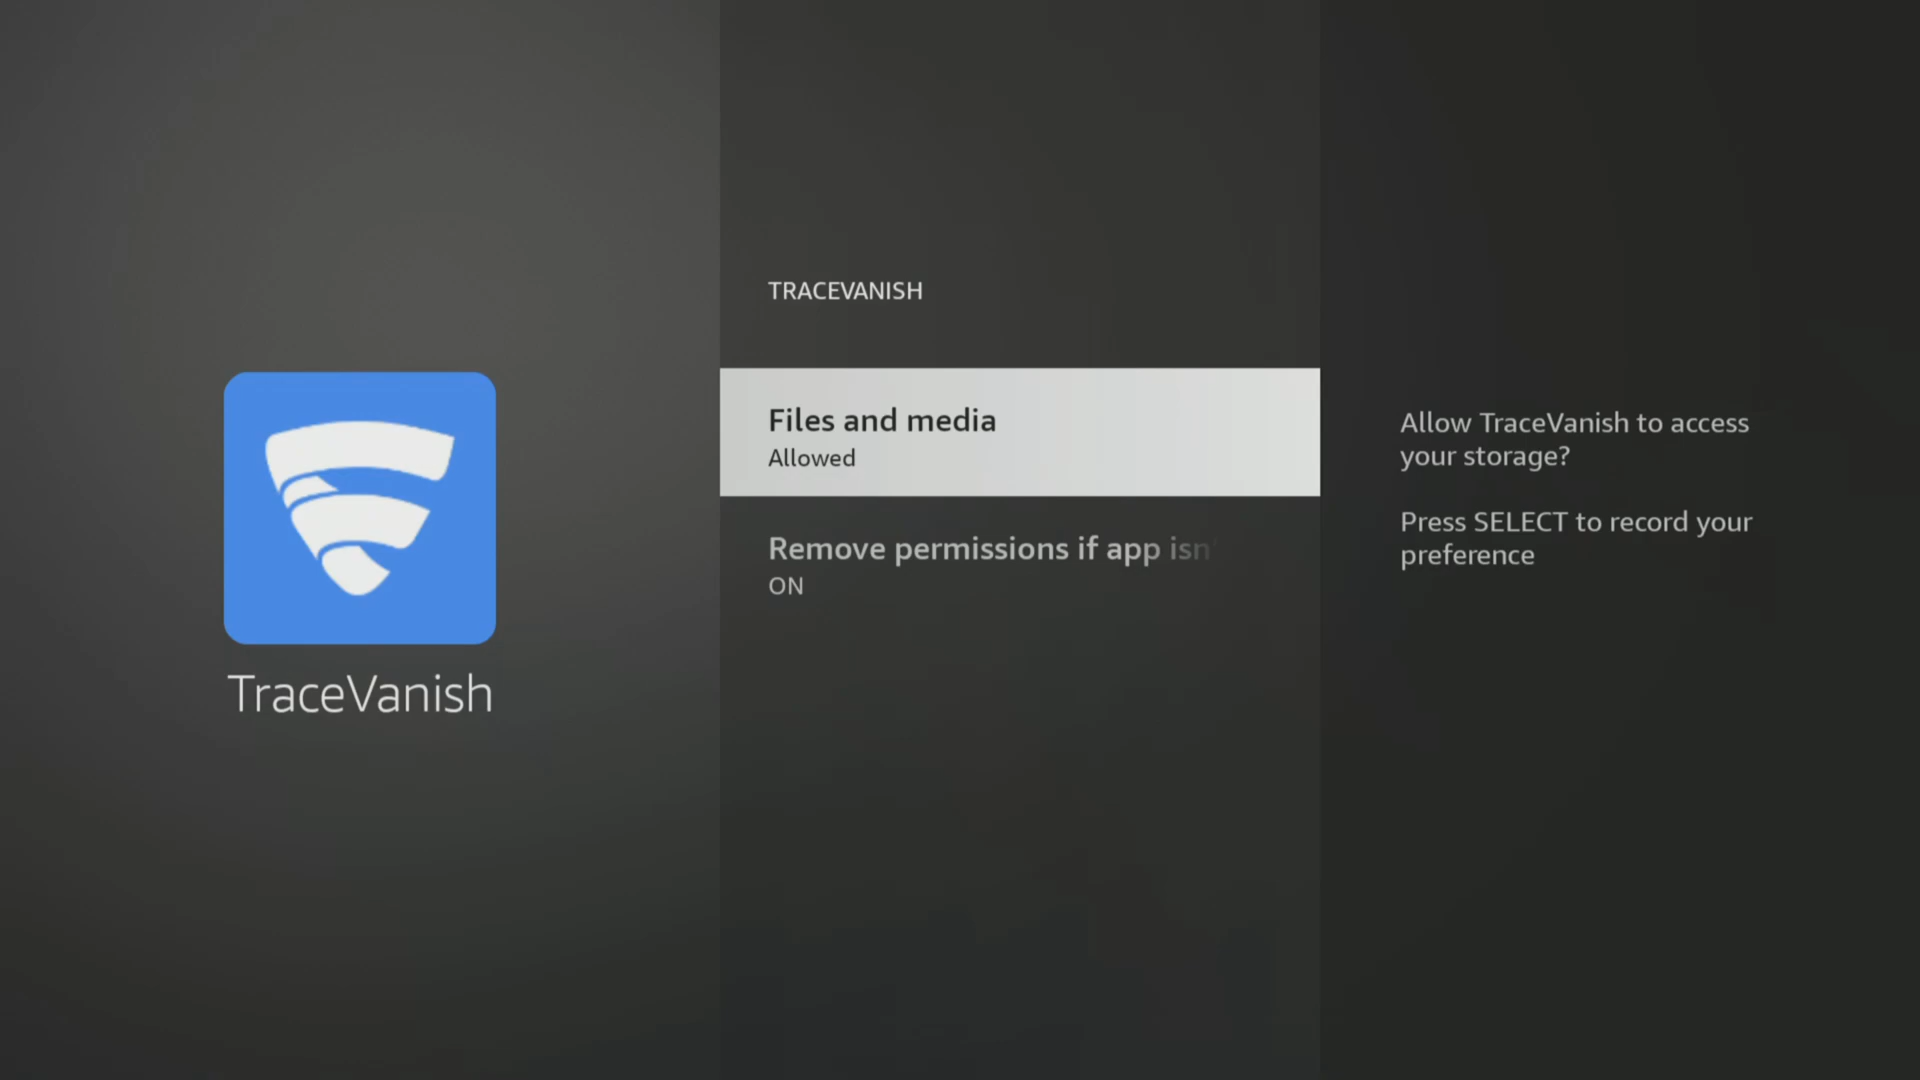 TRACEVANISH
Files and media
Allowed
Allow TraceVanish to access
your storage?
Press SELECT to record your
preference
Remove permissions if app isn'
ON
TraceVanish